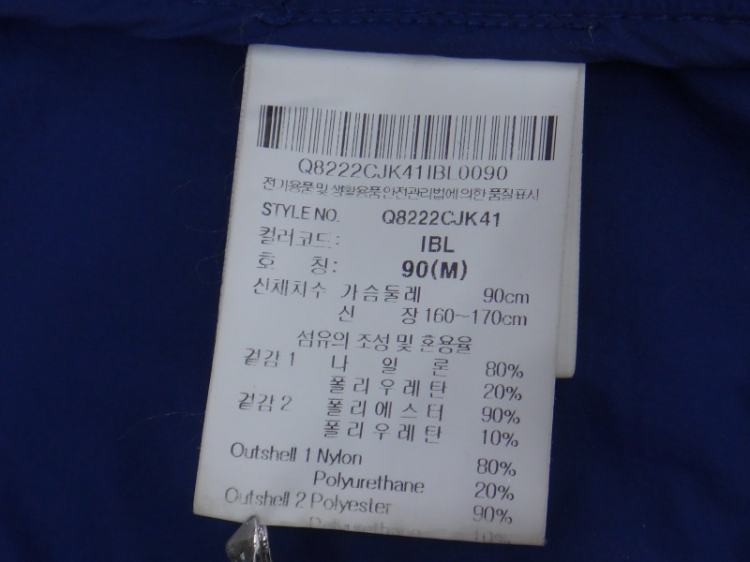 Q8222CJK41IBL0090
전기용품 및 생활용품 안전관리법에 의한 품질표시
STYLE NO. Q8222CJK41
컬러코드: IBL
호 칭: 90(M)
신체치수 가슴둘레 90cm
신 장 160~170cm
섬유의 조성 및 혼용율
겉감 1 나 일 론 80%
폴리우레탄 20%
겉감 2 폴리에스터 90%
폴리우레탄 10%
Outshell 1 Nylon 80%
Polyurethane 20%
Outshell 2 Polyester 90%
Polyurethane 10%